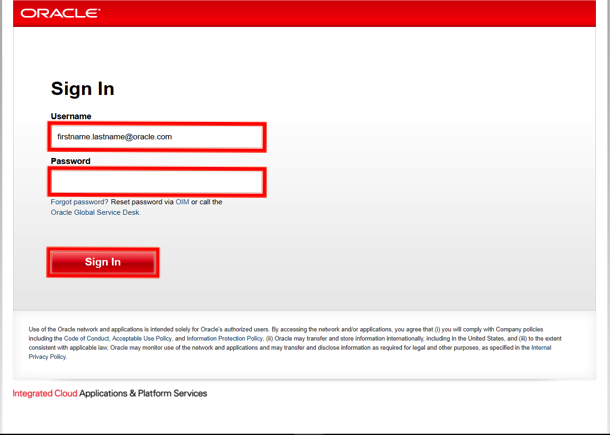 ORACLE
Sign In
Username
firstname.lastname@oracle.com
Password
Forgot password? Reset password via OIM or call the
Oracle Global Service Desk.
Sign In
Use of the Oracle network and applications is intended solely for Oracle's authorized users. By accessing the network and/or applications, you agree that (i) you will comply with Company policies
including the Code of Conduct, Acceptable Use Policy, and Information Protection Policy, (ii) Oracle may transfer and store information internationally, including in the United States, and (iii) to the extent
consistent with applicable law, Oracle may monitor use of the network and applications and may transfer and disclose information as required for legal and other purposes, as specified in the Internal
Privacy Policy.
Integrated Cloud Applications & Platform Services